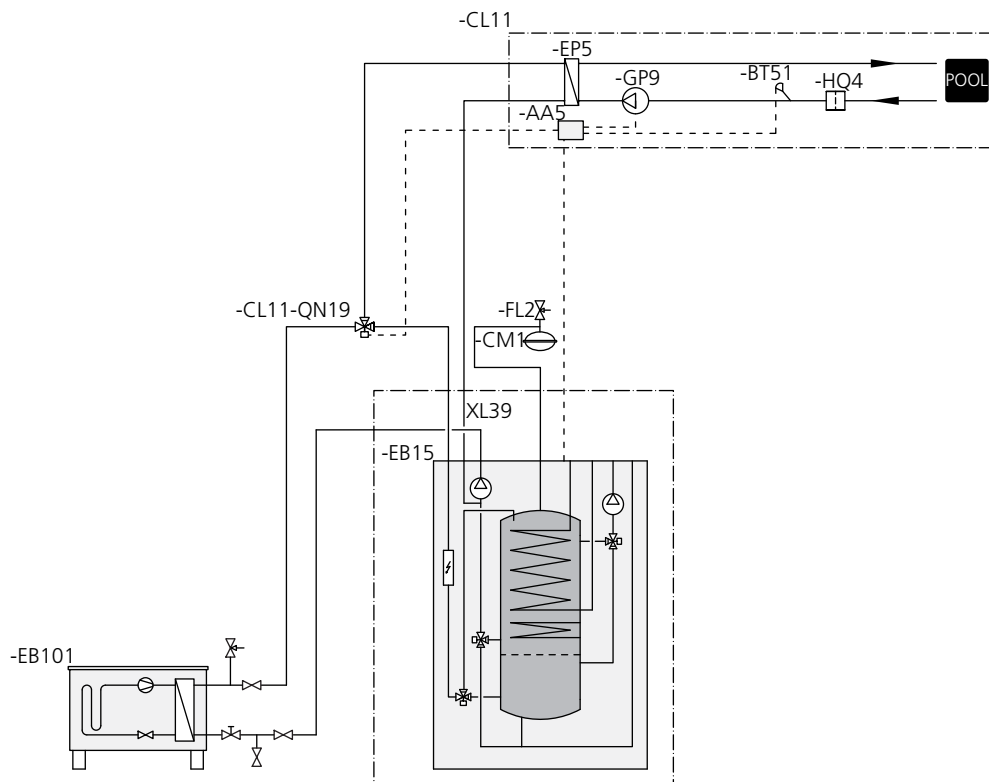 -CL11
-EP5
-GP9
-BT51
-HQ4
POOL
-AA5
-CL11-QN19
-FL2
-CM1
XL39
-EB15
-EB101